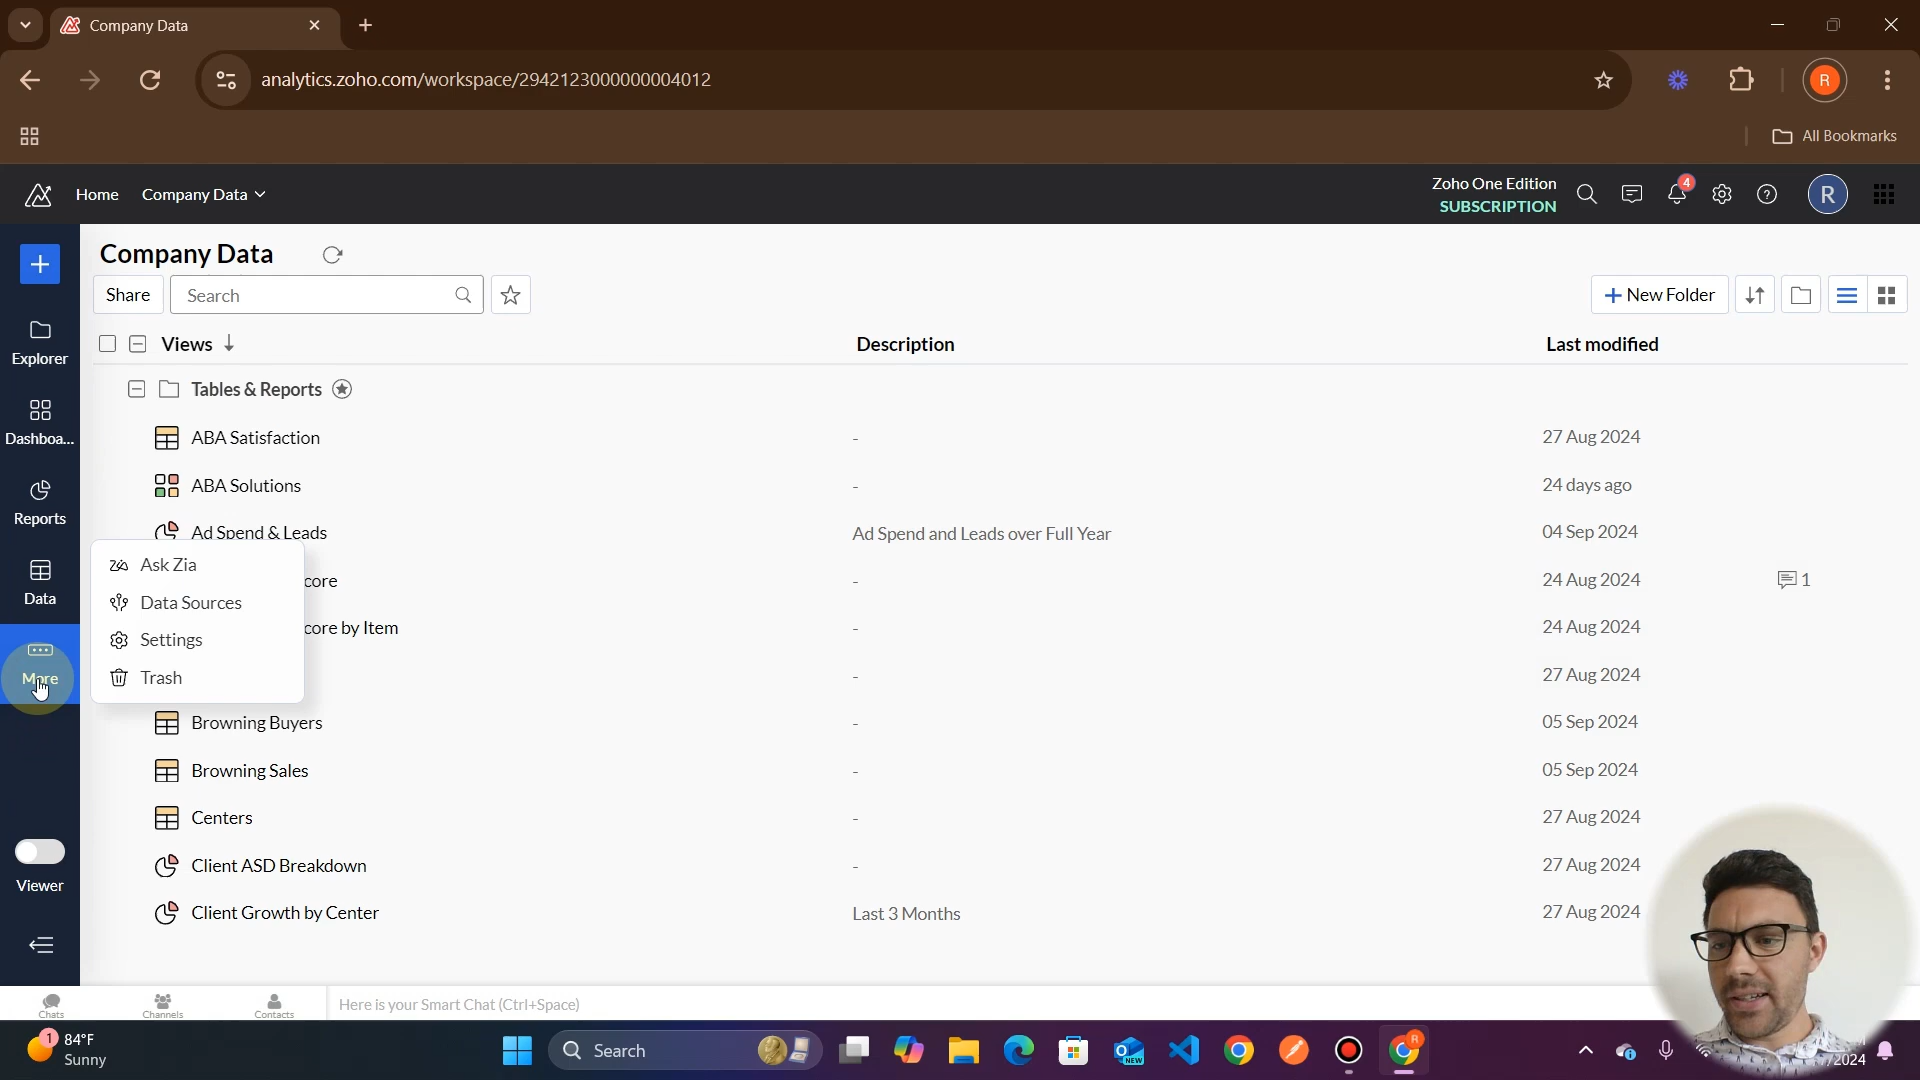 Company Data
analytics.zoho.com/workspace/2942123000000004012
R
All Bookmarks
Home
Company Data
Zoho One Edition
SUBSCRIPTION
4
R
Company Data
Share
Search
New Folder
Explorer
Dashboa...
Reports
Data
More
Viewer
Views
Description
Last modified
Tables & Reports
ABA Satisfaction - 27 Aug 2024
ABA Solutions - 24 days ago
Ad Spend & Leads Ad Spend and Leads over Full Year 04 Sep 2024
core - 24 Aug 2024 1
core by Item - 24 Aug 2024
- 27 Aug 2024
Browning Buyers - 05 Sep 2024
Browning Sales - 05 Sep 2024
Centers - 27 Aug 2024
Client ASD Breakdown - 27 Aug 2024
Client Growth by Center Last 3 Months 27 Aug 2024
Zia Ask Zia
Data Sources
Settings
Trash
Chats
Channels
Contacts
Here is your Smart Chat (Ctrl+Space)
1
84°F
Sunny
Search
NEW
R
/2024